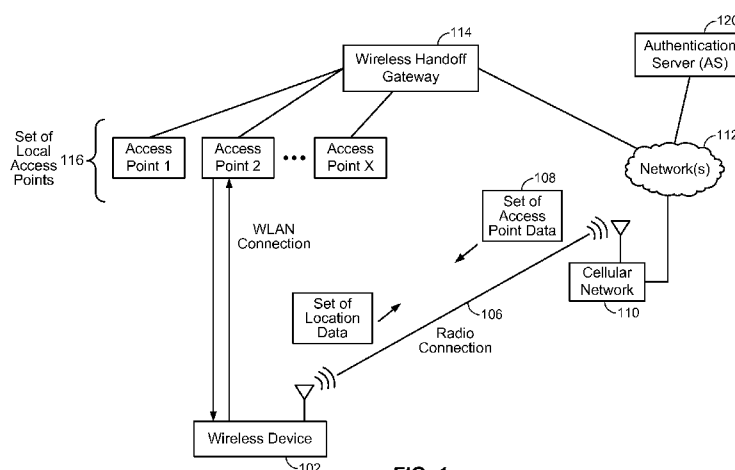 114
Wireless Handoff
Gateway
120
Authentication
Server (AS)
Set of
Local
Access
Points
116
Access
Point 1
Access
Point 2
•••
Access
Point X
112
Network(s)
108
Set of
Access
Point Data
WLAN
Connection
Cellular
Network
110
Set of
Location
Data
106
Radio
Connection
Wireless Device
102
FIG. 1